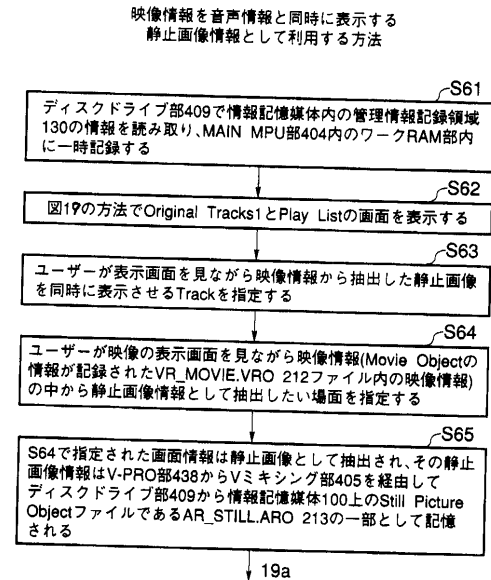 映像情報を音声情報と同時に表示する
静止画像情報として利用する方法
S61
ディスクドライブ部409で情報記憶媒体内の管理情報記録領域
130の情報を読み取り、MAIN MPU部404内のワークRAM部内
に一時記録する
S62
図19の方法でOriginal Tracks1とPlay Listの画面を表示する
S63
ユーザーが表示画面を見ながら映像情報から抽出した静止画像
を同時に表示させるTrackを指定する
S64
ユーザーが映像の表示画面を見ながら映像情報(Movie Objectの
情報が記録されたVR_MOVIE.VRO 212ファイル内の映像情報)
の中から静止画像情報として抽出したい場面を指定する
S65
S64で指定された画面情報は静止画像として抽出され、その静止
画像情報はV-PRO部438からVミキシング部405を経由して
ディスクドライブ部409から情報記憶媒体100上のStill Picture
ObjectファイルであるAR_STILL.ARO 213の一部として記憶
される
19a